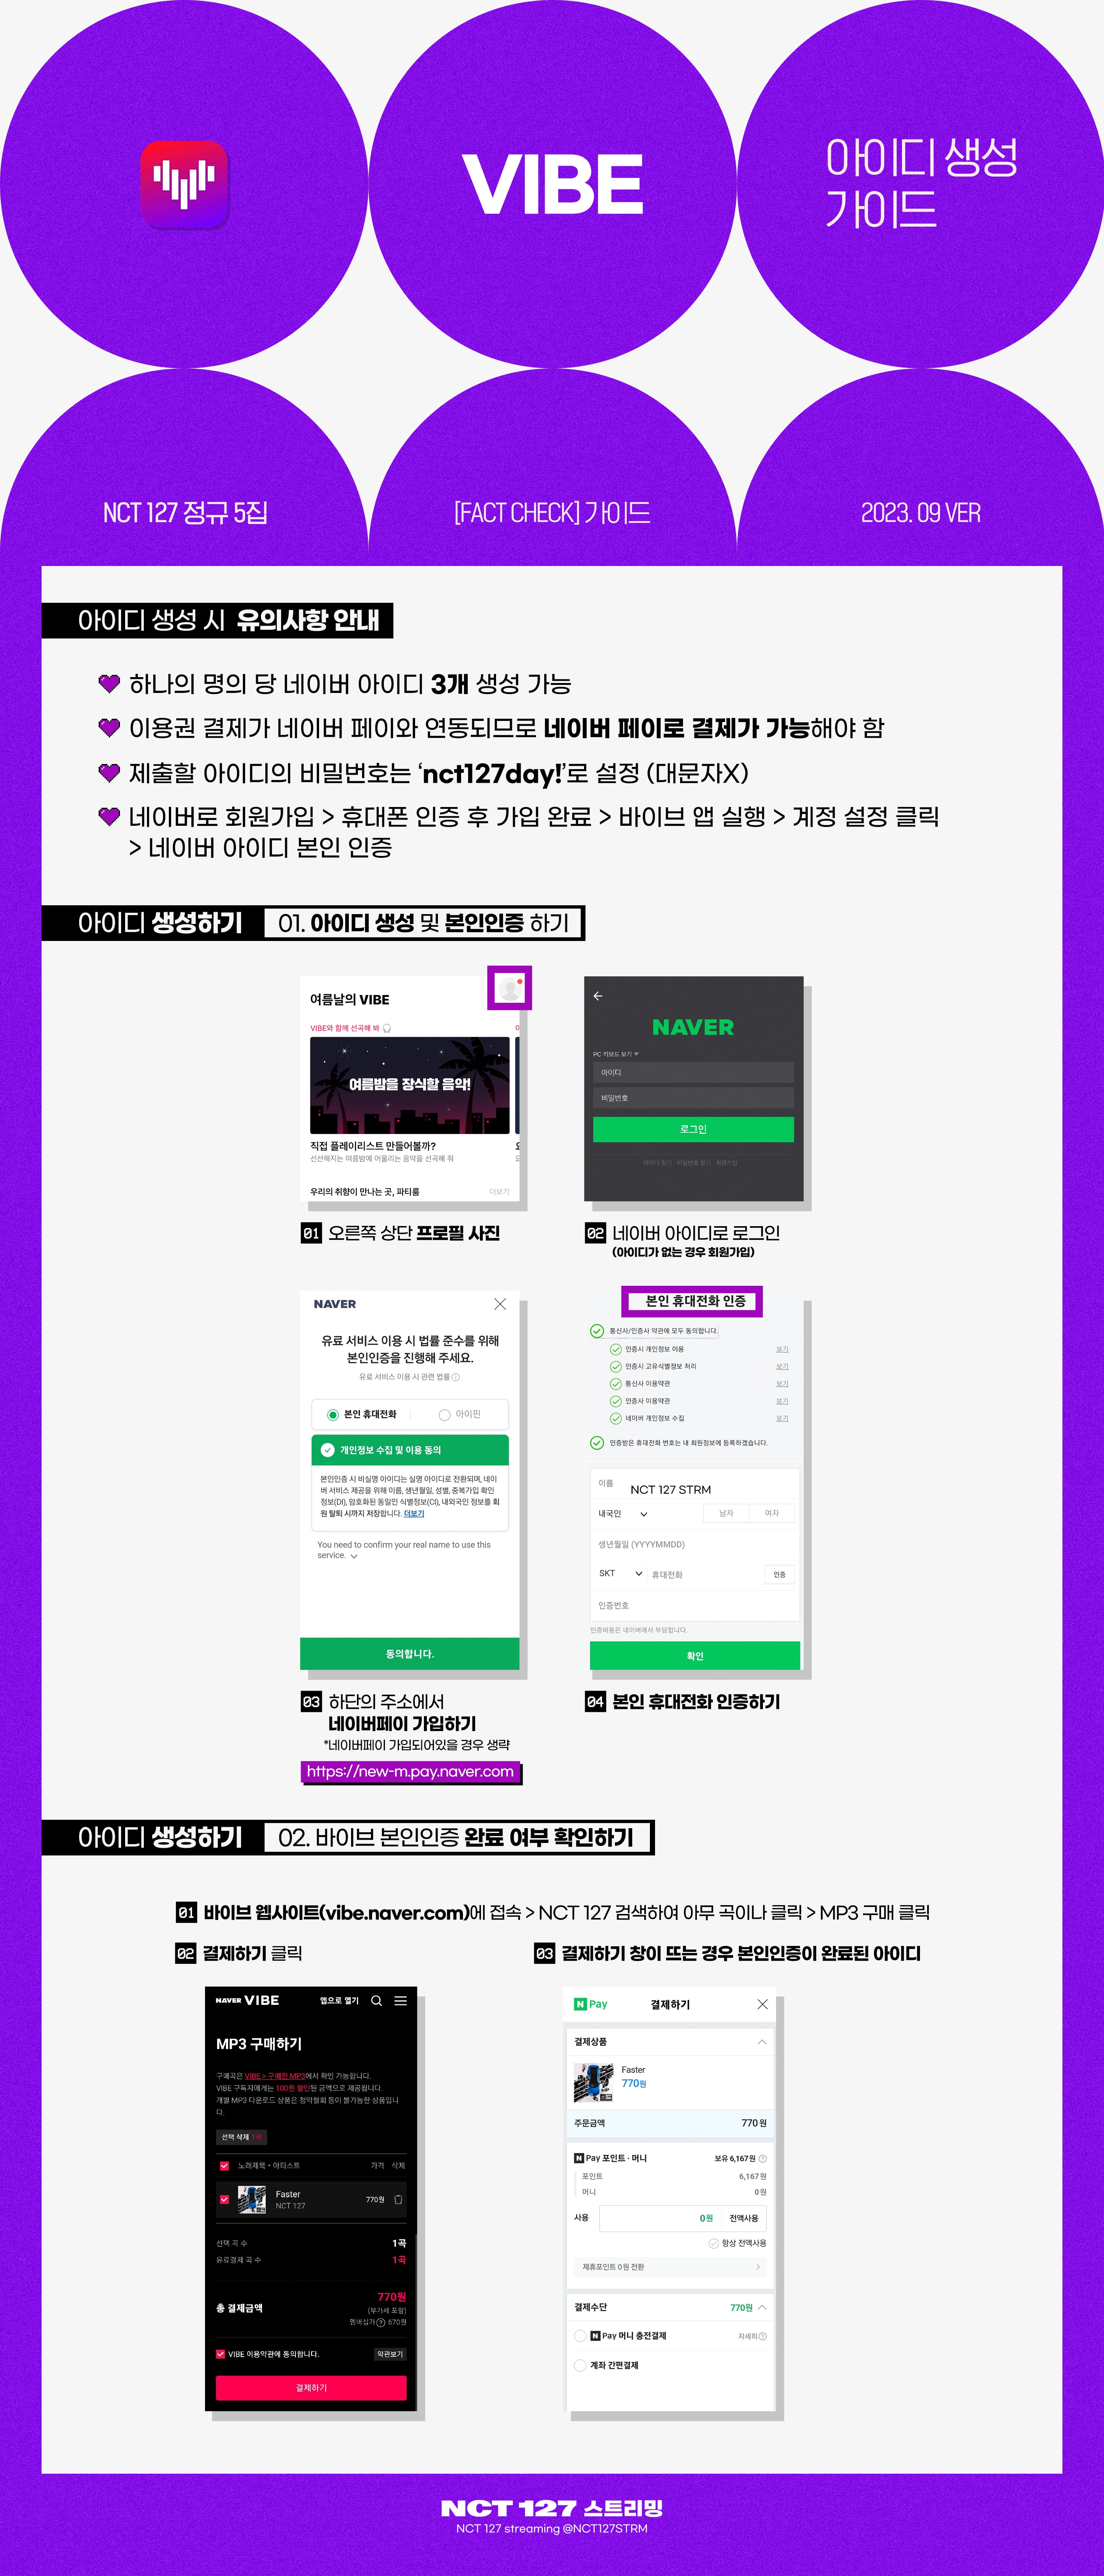 VIBE
아이디 생성
가이드
NCT 127 정규 5집
[FACT CHECK] 가이드
2023. 09 VER
아이디 생성 시 유의사항 안내
하나의 명의 당 네이버 아이디 3개 생성 가능
이용권 결제가 네이버 페이와 연동되므로 네이버 페이로 결제가 가능해야 함
제출할 아이디의 비밀번호는 ‘nct127day!’로 설정 (대문자X)
네이버로 회원가입 > 휴대폰 인증 후 가입 완료 > 바이브 앱 실행 > 계정 설정 클릭
> 네이버 아이디 본인 인증
아이디 생성하기 01. 아이디 생성 및 본인인증 하기
여름날의 VIBE
VIBE와 함께 선곡해 봐
여름밤을 장식할 음악!
직접 플레이리스트 만들어볼까?
선선해지는 여름밤에 어울리는 음악을 선곡해 줘
우리의 취향이 만나는 곳, 파티룸 더보기
01 오른쪽 상단 프로필 사진
NAVER
PC 키보드 보기
아이디
비밀번호
로그인
아이디 찾기 비밀번호 찾기 회원가입
02 네이버 아이디로 로그인
(아이디가 없는 경우 회원가입)
NAVER
유료 서비스 이용 시 법률 준수를 위해
본인인증을 진행해 주세요.
유료 서비스 이용 시 관련 법률
본인 휴대전화 아이핀
개인정보 수집 및 이용 동의
본인인증 시 비실명 아이디는 실명 아이디로 전환되며, 네이
버 서비스 제공을 위해 이름, 생년월일, 성별, 중복가입 확인
정보(DI), 암호화된 동일인 식별정보(CI), 내외국인 정보를 회
원 탈퇴 시까지 저장합니다. 더보기
You need to confirm your real name to use this
service.
동의합니다.
03 하단의 주소에서
네이버페이 가입하기
*네이버페이 가입되어있을 경우 생략
https://new-m.pay.naver.com
본인 휴대전화 인증
통신사/인증사 약관에 모두 동의합니다.
인증시 개인정보 이용 보기
인증시 고유식별정보 처리 보기
통신사 이용약관 보기
인증사 이용약관 보기
네이버 개인정보 수집 보기
인증받은 휴대전화 번호는 내 회원정보에 등록하겠습니다.
이름 NCT 127 STRM
내국인 남자 여자
생년월일 (YYYYMMDD)
SKT 휴대전화 인증
인증번호
인증비용은 네이버에서 부담합니다.
확인
04 본인 휴대전화 인증하기
아이디 생성하기 02. 바이브 본인인증 완료 여부 확인하기
01 바이브 웹사이트(vibe.naver.com)에 접속 > NCT 127 검색하여 아무 곡이나 클릭 > MP3 구매 클릭
02 결제하기 클릭
NAVER VIBE 앱으로 열기
MP3 구매하기
구매곡은 VIBE > 구매한 MP3에서 확인 가능합니다.
VIBE 구독자에게는 100원 할인된 금액으로 제공됩니다.
개별 MP3 다운로드 상품은 청약철회 등이 불가능한 상품입니
다.
선택 삭제 1곡
노래제목 • 아티스트 가격 삭제
Faster
NCT 127
770원
선택 곡 수 1곡
유료결제 곡 수 1곡
총 결제금액 770원
(부가세 포함)
멤버십가 670원
VIBE 이용약관에 동의합니다. 약관보기
결제하기
03 결제하기 창이 뜨는 경우 본인인증이 완료된 아이디
N Pay 결제하기
결제상품
Faster
770원
주문금액 770원
N Pay 포인트 · 머니 보유 6,167원
포인트 6,167원
머니 0원
사용 0원 전액사용
항상 전액사용
제휴포인트 0원 전환
결제수단 770원
N Pay 머니 충전결제 자세히
계좌 간편결제
NCT 127 스트리밍
NCT 127 streaming @NCT127STRM